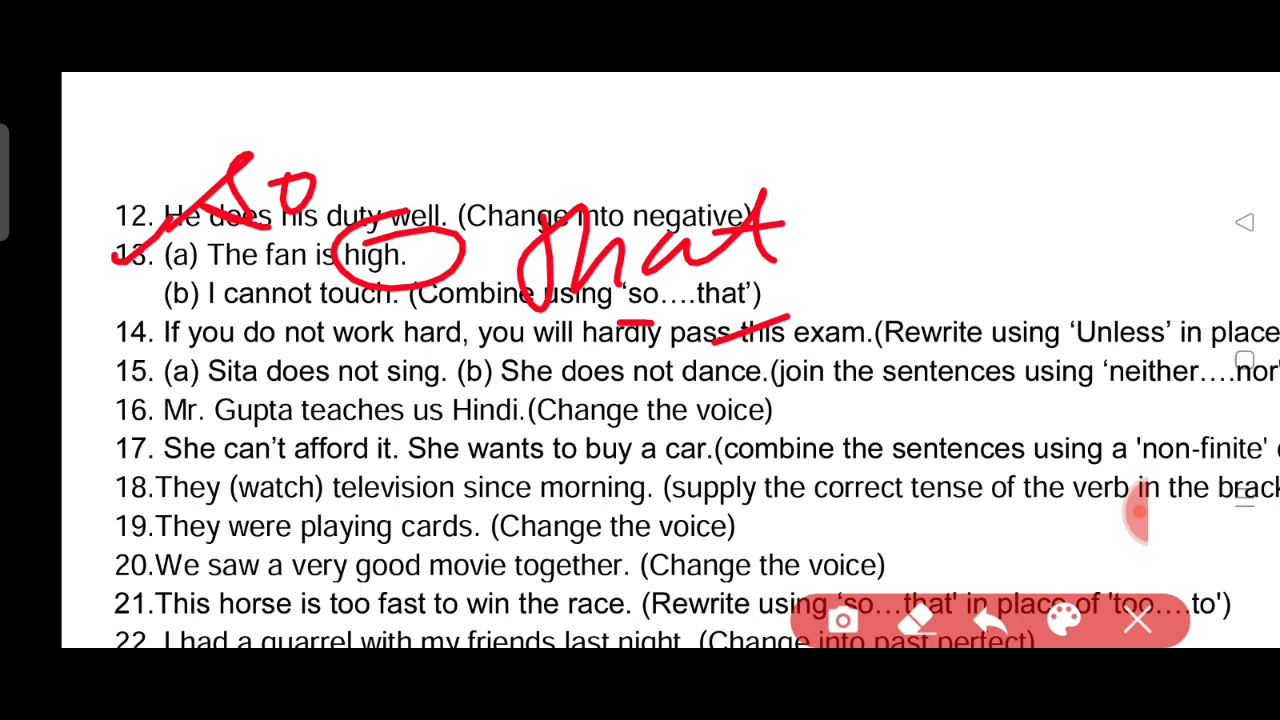 so
that
12. He does his duty well. (Change into negative)
13. (a) The fan is high.
(b) I cannot touch. (Combine using ‘so….that’)
14. If you do not work hard, you will hardly pass this exam.(Rewrite using ‘Unless’ in place
15. (a) Sita does not sing. (b) She does not dance.(join the sentences using ‘neither….nor'
16. Mr. Gupta teaches us Hindi.(Change the voice)
17. She can’t afford it. She wants to buy a car.(combine the sentences using a 'non-finite'
18.They (watch) television since morning. (supply the correct tense of the verb in the brack
19.They were playing cards. (Change the voice)
20.We saw a very good movie together. (Change the voice)
21.This horse is too fast to win the race. (Rewrite using ‘so…that' in place of 'too….to')
22. I had a quarrel with my friends last night. (Change into past perfect)